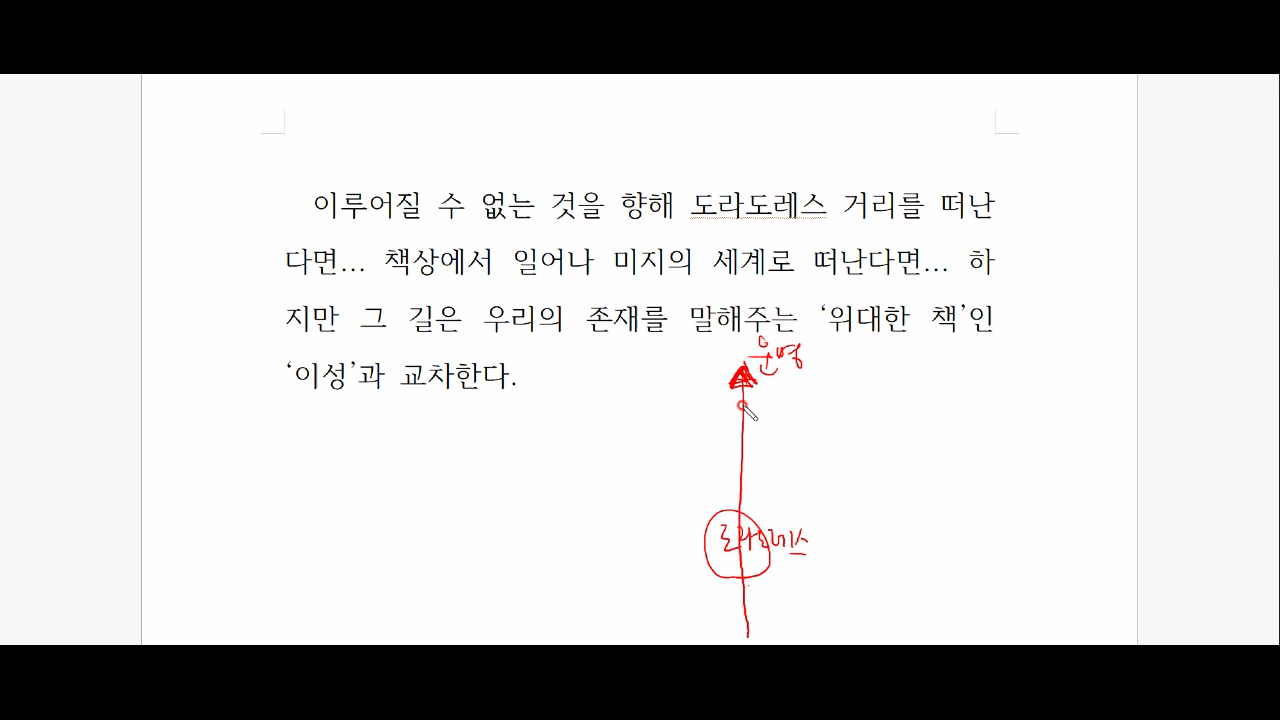 이루어질 수 없는 것을 향해 도라도레스 거리를 떠난
다면... 책상에서 일어나 미지의 세계로 떠난다면... 하
지만 그 길은 우리의 존재를 말해주는 ‘위대한 책’인
‘이성’과 교차한다.
운명
도라도레스